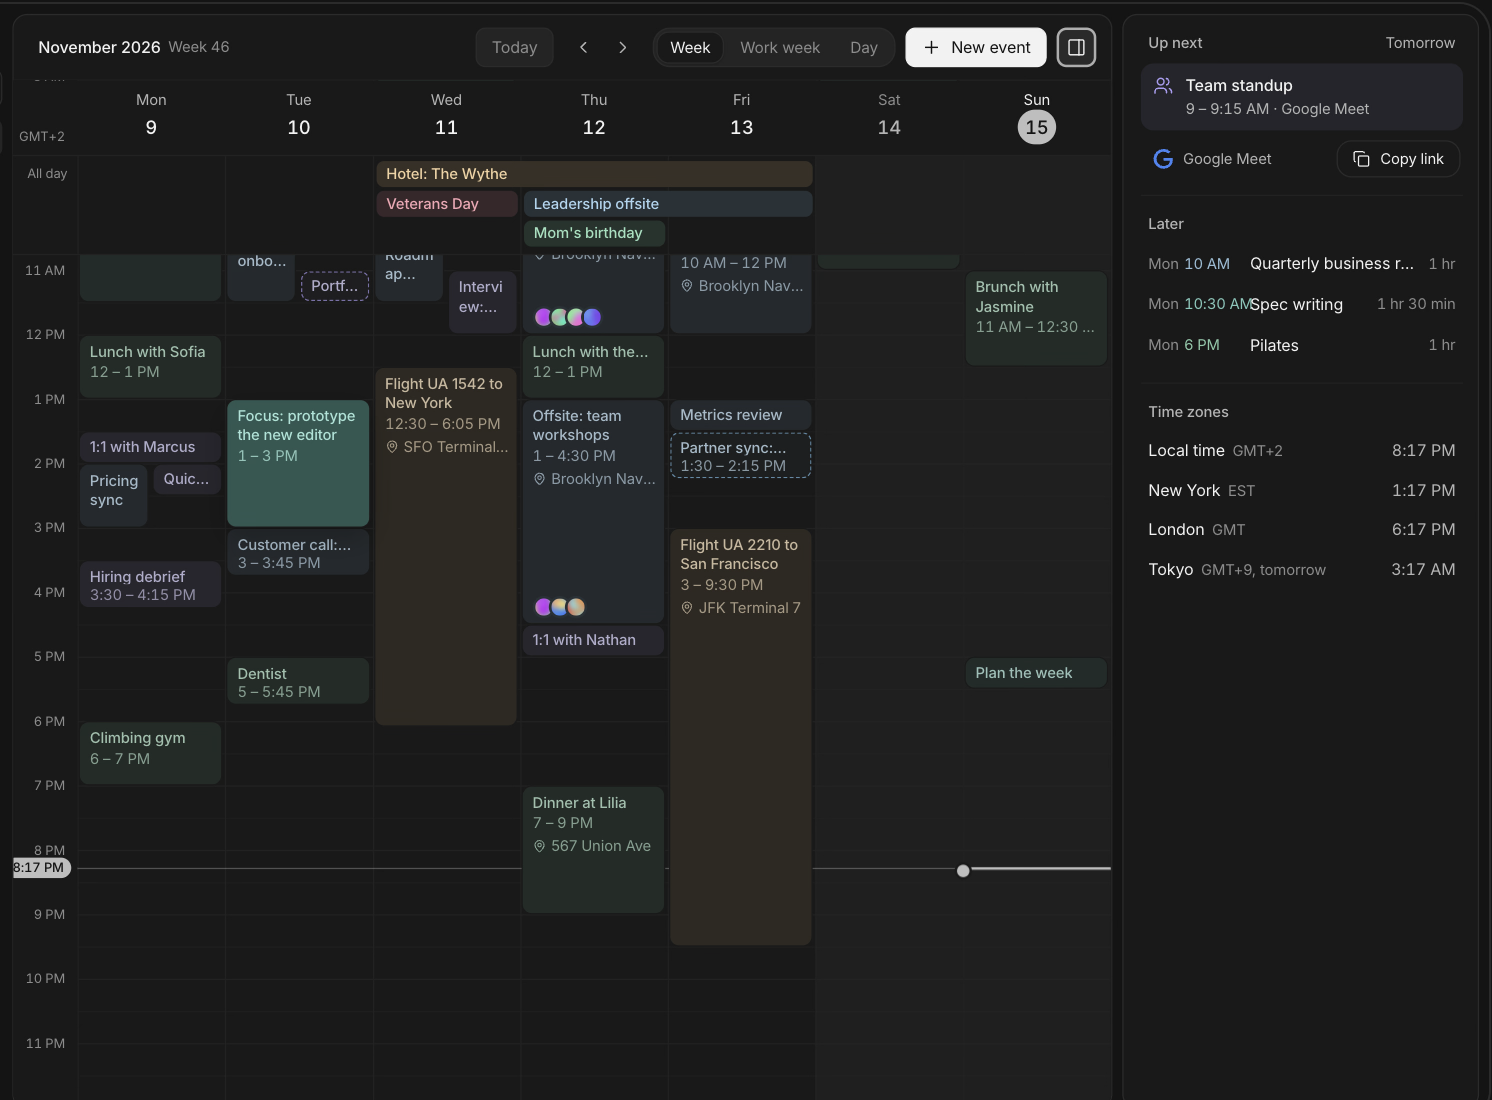 November 2026 Week 46
Today
Week
Work week
Day
New event
GMT+2
Mon
9
Tue
10
Wed
11
Thu
12
Fri
13
Sat
14
Sun
15
All day
Hotel: The Wythe
Veterans Day
Leadership offsite
Mom's birthday
11 AM
12 PM
1 PM
2 PM
3 PM
4 PM
5 PM
6 PM
7 PM
8 PM
8:17 PM
9 PM
10 PM
11 PM
Lunch with Sofia
12 – 1 PM
1:1 with Marcus
Pricing
sync
Quic...
Hiring debrief
3:30 – 4:15 PM
Climbing gym
6 – 7 PM
onbo...
Portf...
Focus: prototype
the new editor
1 – 3 PM
Customer call:...
3 – 3:45 PM
Dentist
5 – 5:45 PM
Roadm
ap...
Intervi
ew:...
Flight UA 1542 to
New York
12:30 – 6:05 PM
SFO Terminal...
Brooklyn Nav...
Lunch with the...
12 – 1 PM
Offsite: team
workshops
1 – 4:30 PM
Brooklyn Nav...
1:1 with Nathan
Dinner at Lilia
7 – 9 PM
567 Union Ave
10 AM – 12 PM
Brooklyn Nav...
Metrics review
Partner sync:...
1:30 – 2:15 PM
Flight UA 2210 to
San Francisco
3 – 9:30 PM
JFK Terminal 7
Brunch with
Jasmine
11 AM – 12:30 ...
Plan the week
Up next
Tomorrow
Team standup
9 – 9:15 AM · Google Meet
Google Meet
Copy link
Later
Mon 10 AM Quarterly business r... 1 hr
Mon 10:30 AM Spec writing 1 hr 30 min
Mon 6 PM Pilates 1 hr
Time zones
Local time GMT+2 8:17 PM
New York EST 1:17 PM
London GMT 6:17 PM
Tokyo GMT+9, tomorrow 3:17 AM